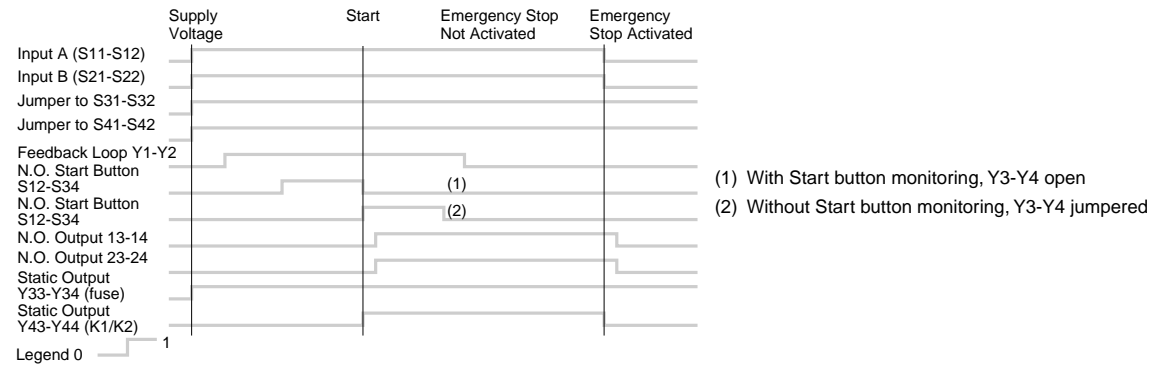 Supply
Voltage
Start
Emergency Stop
Not Activated
Emergency
Stop Activated
Input A (S11-S12)
Input B (S21-S22)
Jumper to S31-S32
Jumper to S41-S42
Feedback Loop Y1-Y2
N.O. Start Button
S12-S34
(1)
N.O. Start Button
S12-S34
(2)
N.O. Output 13-14
N.O. Output 23-24
Static Output
Y33-Y34 (fuse)
Static Output
Y43-Y44 (K1/K2)
Legend 0
1
(1) With Start button monitoring, Y3-Y4 open
(2) Without Start button monitoring, Y3-Y4 jumpered